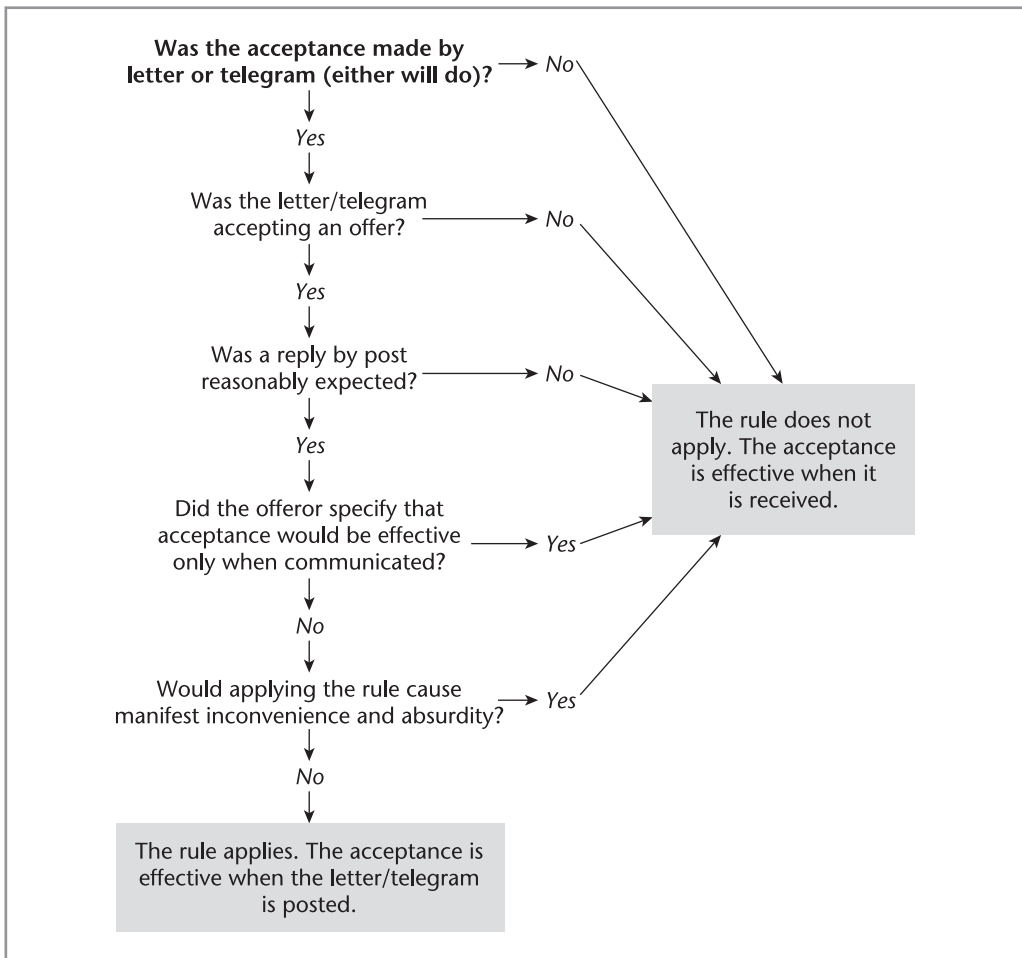 Was the acceptance made by
letter or telegram (either will do)?
No
Yes
Was the letter/telegram
accepting an offer?
No
Yes
Was a reply by post
reasonably expected?
No
Yes
Did the offeror specify that
acceptance would be effective
only when communicated?
Yes
No
Would applying the rule cause
manifest inconvenience and absurdity?
Yes
No
The rule applies. The acceptance is
effective when the letter/telegram
is posted.
The rule does not
apply. The acceptance
is effective when it
is received.